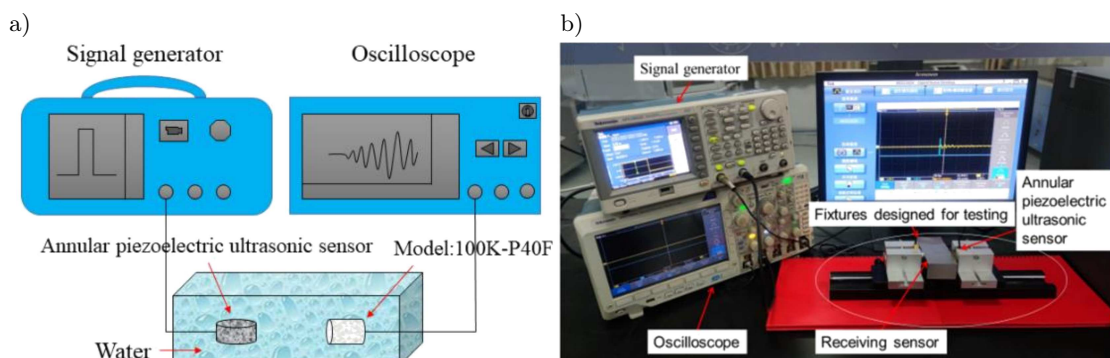 a)
Signal generator
Oscilloscope
Annular piezoelectric ultrasonic sensor
Model:100K-P40F
Water
b)
Signal generator
Fixtures designed for testing
Annular
piezoelectric
ultrasonic
sensor
Oscilloscope
Receiving sensor